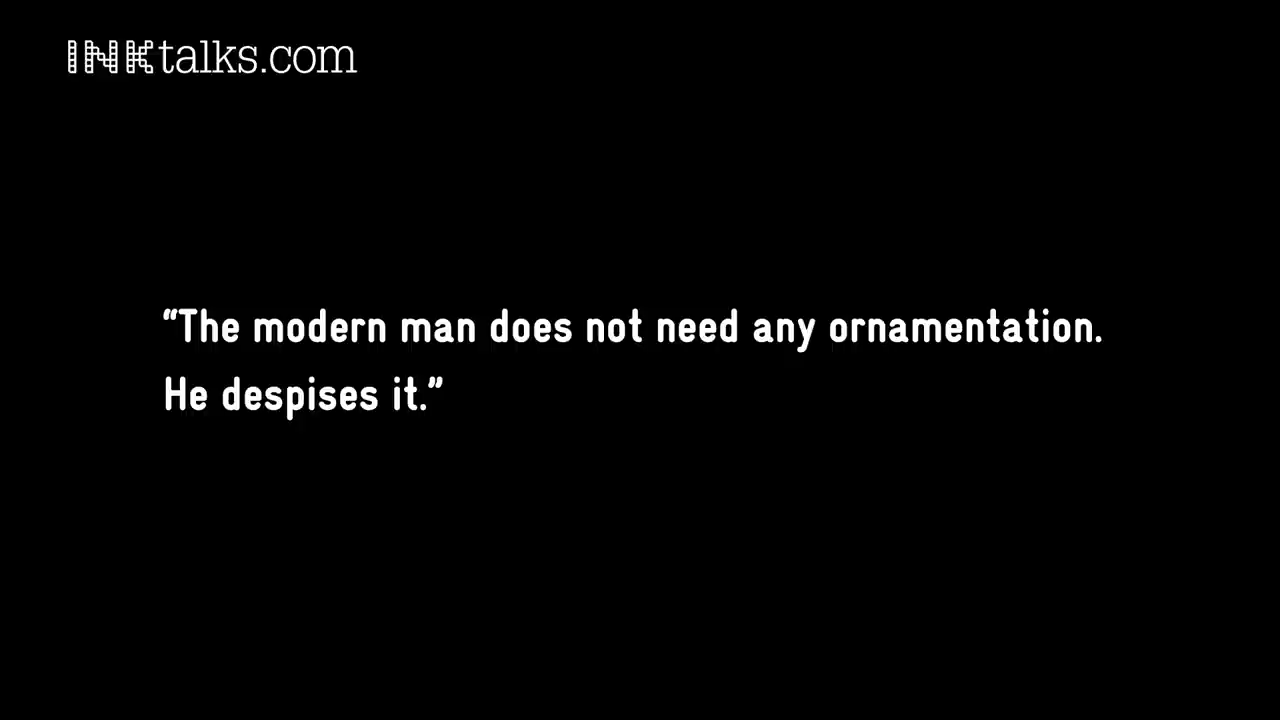 INKtalks.com
“The modern man does not need any ornamentation.
He despises it.”